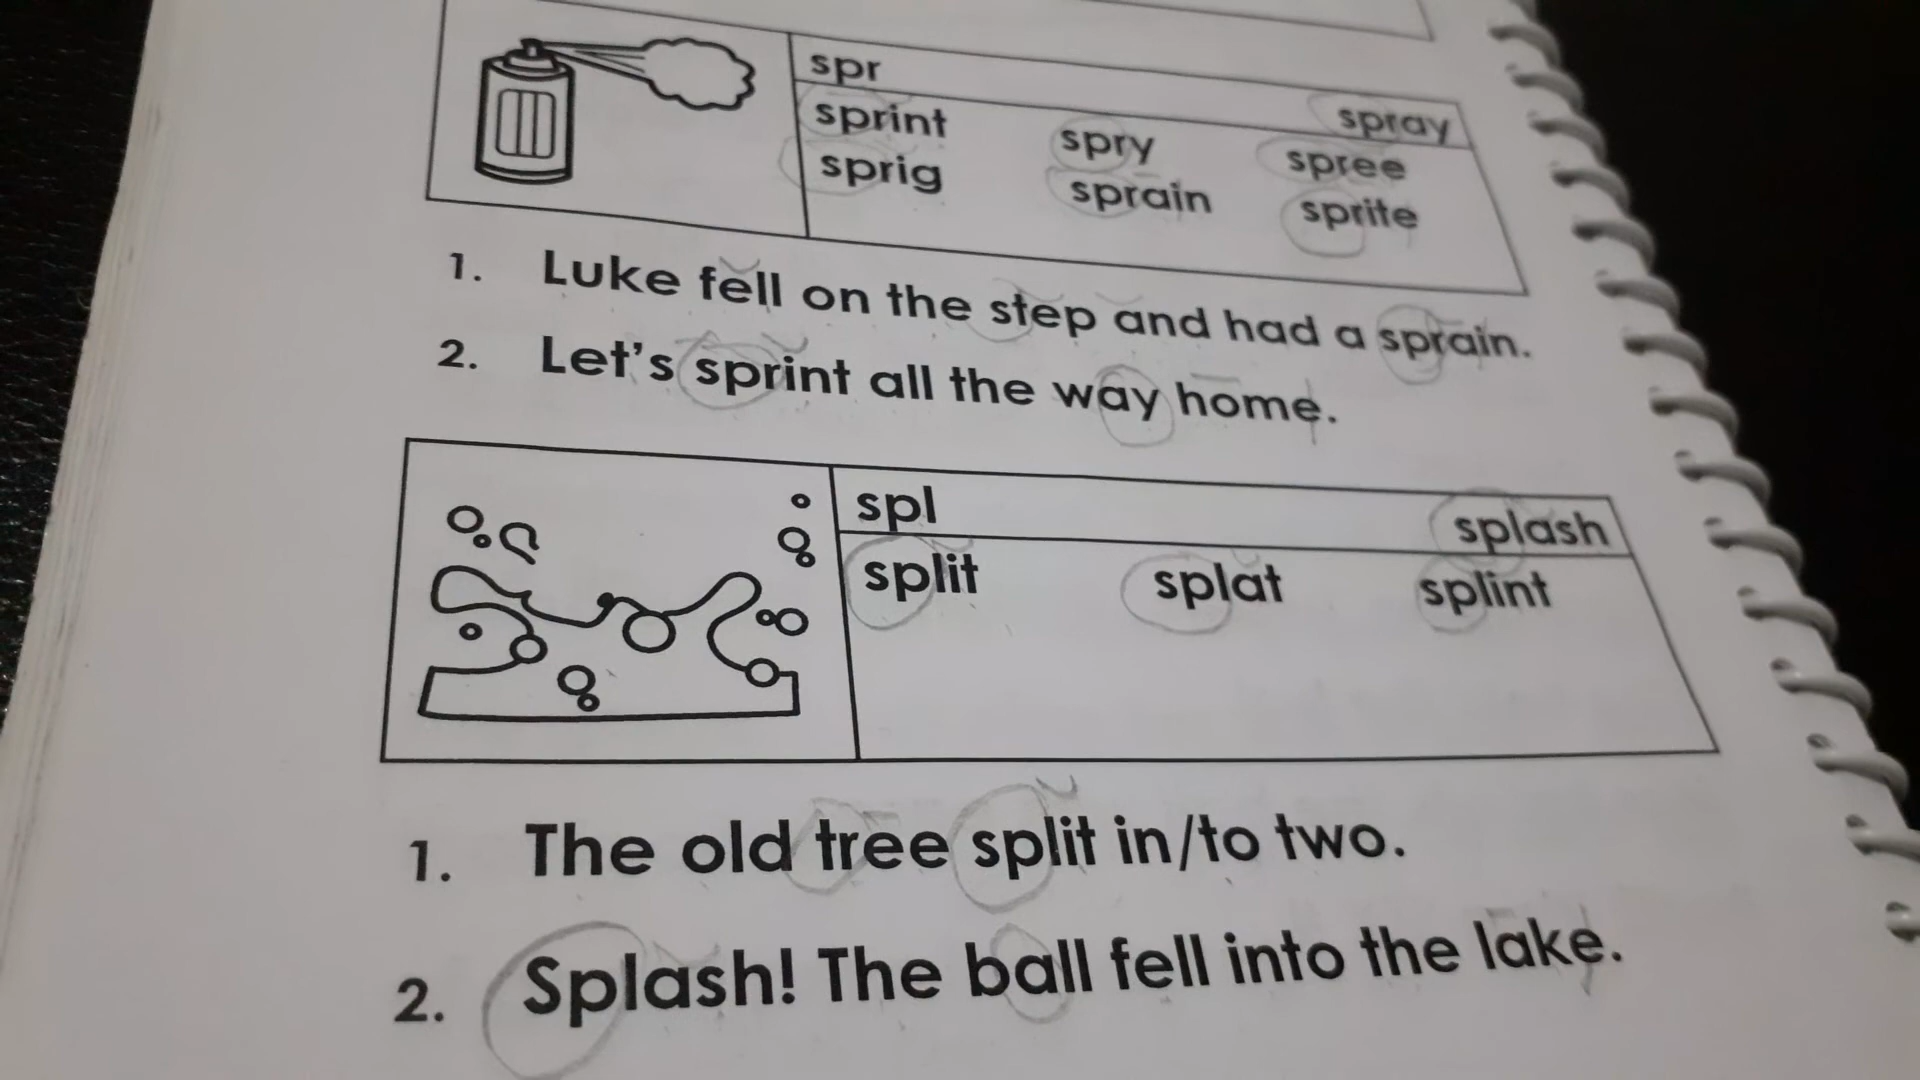 spr spray
sprint spry spree
sprig sprain sprite
1. Luke fell on the step and had a sprain.
2. Let's sprint all the way home.
spl splash
split splat splint
1. The old tree split in/to two.
2. Splash! The ball fell into the lake.